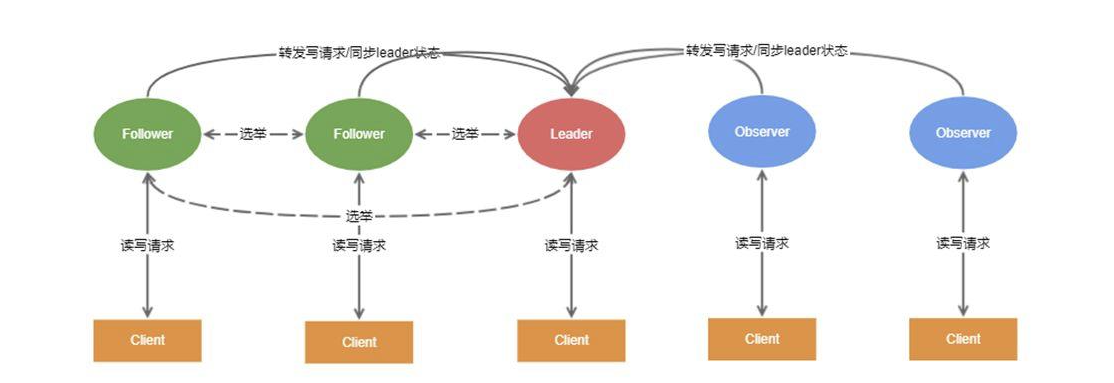 转发写请求/同步leader状态
转发写请求/同步leader状态
Follower
选举
Follower
选举
Leader
Observer
Observer
选举
读写请求
读写请求
读写请求
读写请求
读写请求
Client
Client
Client
Client
Client